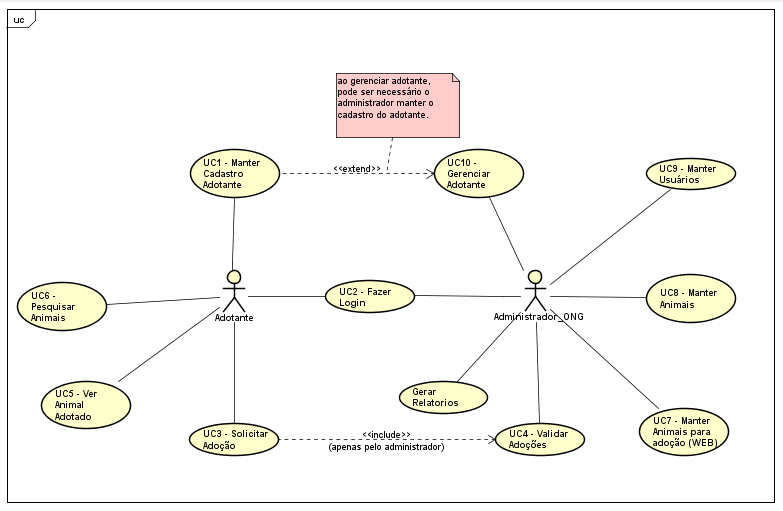 uc
ao gerenciar adotante,
pode ser necessário o
administrador manter o
cadastro do adotante.
UC1 - Manter
Cadastro
Adotante
<<extend>>
UC10 -
Gerenciar
Adotante
UC9 - Manter
Usuários
UC6 -
Pesquisar
Animais
Adotante
UC2 - Fazer
Login
Administrador_ONG
UC8 - Manter
Animais
UC5 - Ver
Animal
Adotado
Gerar
Relatorios
UC3 - Solicitar
Adoção
<<include>>
(apenas pelo administrador)
UC4 - Validar
Adoções
UC7 - Manter
Animais para
adoção (WEB)